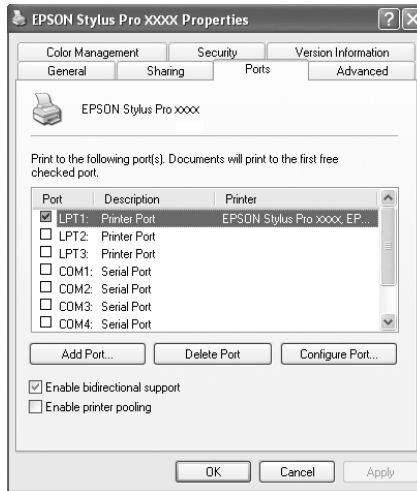 EPSON Stylus Pro XXXX Properties
Color Management Security Version Information
General Sharing Ports Advanced
EPSON Stylus Pro xxxx
Print to the following port(s). Documents will print to the first free
checked port.
Port Description Printer
LPT1: Printer Port EPSON Stylus Pro xxxx, EP...
LPT2: Printer Port
LPT3: Printer Port
COM1: Serial Port
COM2: Serial Port
COM3: Serial Port
COM4: Serial Port
Add Port... Delete Port Configure Port...
Enable bidirectional support
Enable printer pooling
OK Cancel Apply